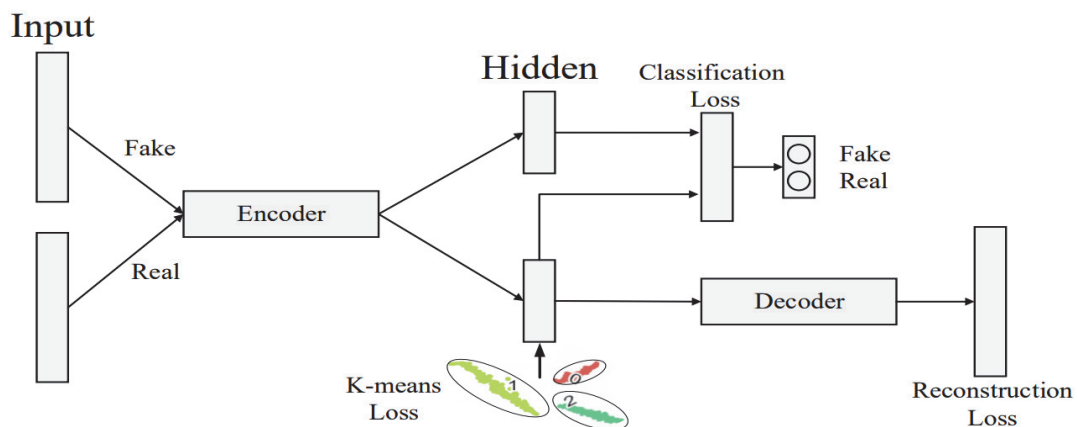 Input
Fake
Real
Encoder
Hidden
Classification
Loss
Fake
Real
Decoder
K-means
Loss
1
0
2
Reconstruction
Loss